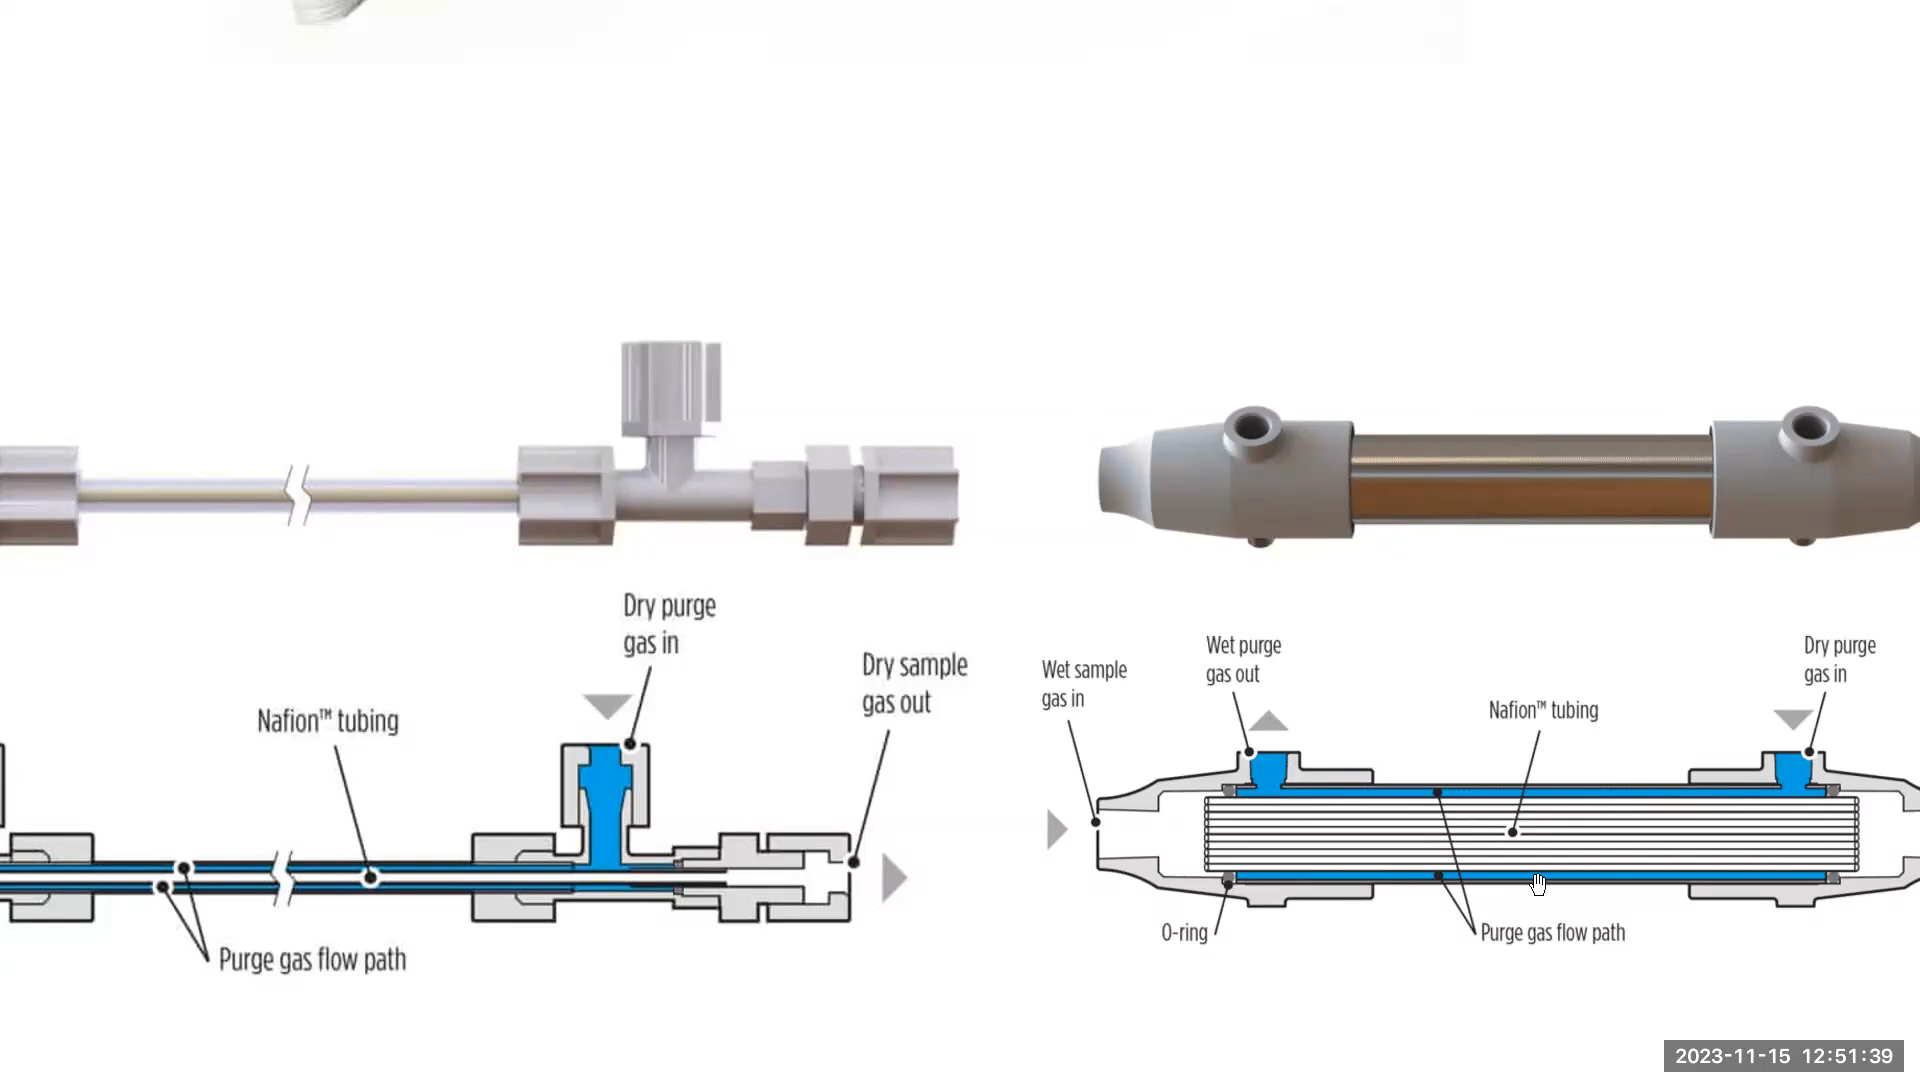 Dry purge
gas in
Dry sample
gas out
Nafion™ tubing
Purge gas flow path
Wet sample
gas in
Wet purge
gas out
Nafion™ tubing
Dry purge
gas in
O-ring
Purge gas flow path
2023-11-15 12:51:39